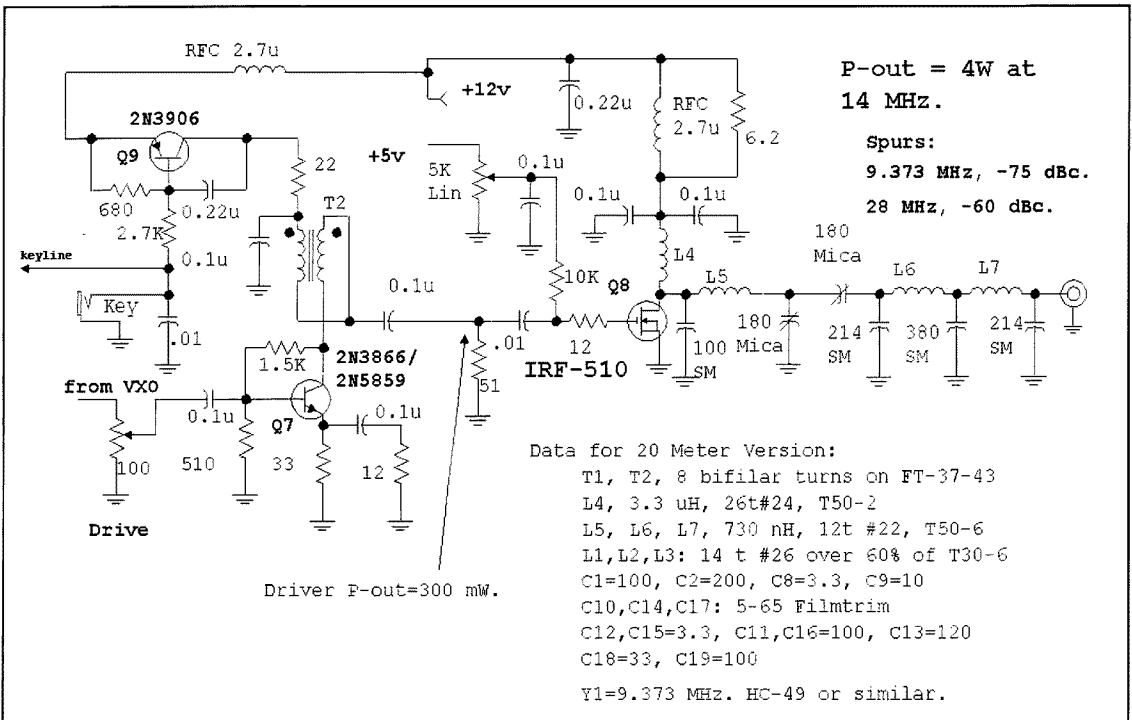 RFC 2.7u
+12v
0.22u
RFC
2.7u
6.2
P-out = 4W at
14 MHz.
Spurs:
9.373 MHz, -75 dBc.
28 MHz, -60 dBc.
2N3906
Q9
680
0.22u
2.7K
0.1u
22
T2
+5v
5K
Lin
0.1u
0.1u
0.1u
L4
180
Mica
keyline
Key
.01
0.1u
10K
Q8
L5
L6
L7
12
IRF-510
100
SM
180
Mica
214
SM
380
SM
214
SM
.01
51
1.5K
2N3866/
2N5859
from VXO
0.1u
Q7
0.1u
100
510
33
12
Drive
Driver P-out=300 mW.
Data for 20 Meter Version:
T1, T2, 8 bifilar turns on FT-37-43
L4, 3.3 uH, 26t#24, T50-2
L5, L6, L7, 730 nH, 12t #22, T50-6
L1,L2,L3: 14 t #26 over 60% of T30-6
C1=100, C2=200, C8=3.3, C9=10
C10,C14,C17: 5-65 Filmtrim
C12,C15=3.3, C11,C16=100, C13=120
C18=33, C19=100
Y1=9.373 MHz. HC-49 or similar.